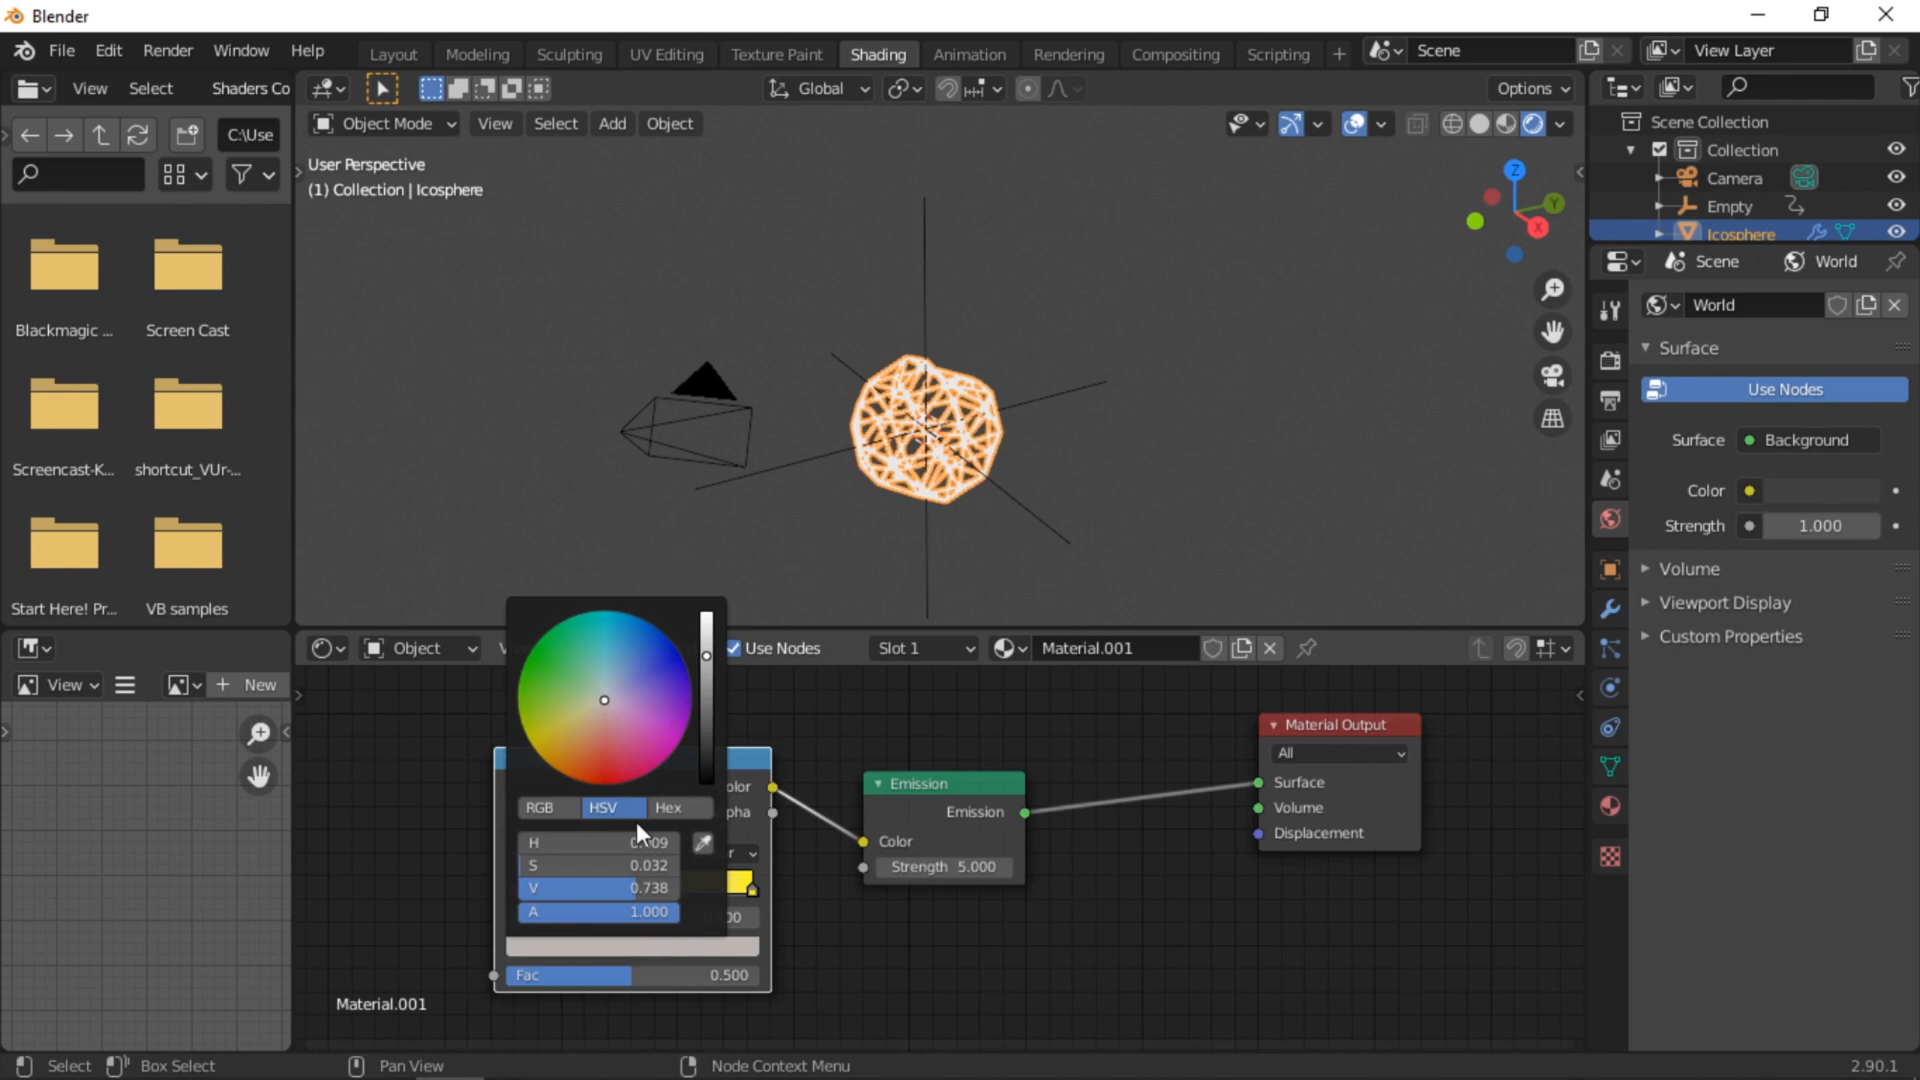 Blender
File Edit Render Window Help
Layout Modeling Sculpting UV Editing Texture Paint Shading Animation Rendering Compositing Scripting +
Scene View Layer
View Select Shaders Co
Global Options
C:\Use
Object Mode View Select Add Object
User Perspective
(1) Collection | Icosphere
Z
Y
X
Scene Collection
Collection
Camera
Empty
Icosphere
Scene World
World
Surface
Use Nodes
Surface Background
Color
Strength 1.000
Volume
Viewport Display
Custom Properties
Blackmagic ... Screen Cast
Screencast-K... shortcut_VUr-...
Start Here! Pr... VB samples
View + New
Object Use Nodes Slot 1 Material.001
RGB HSV Hex
H
S 0.032
V 0.738
A 1.000
Fac 0.500
Emission
Emission
Color
Strength 5.000
Material Output
All
Surface
Volume
Displacement
Material.001
Select Box Select Pan View Node Context Menu 2.90.1